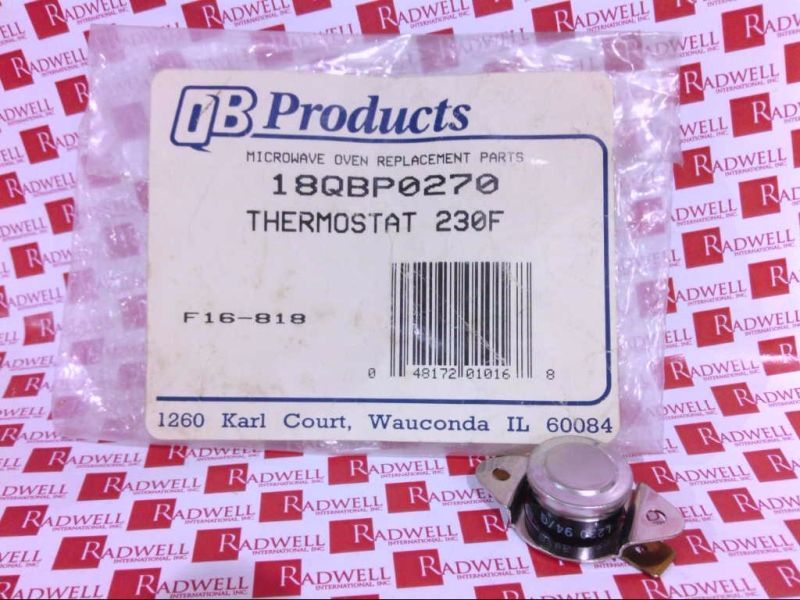 QB Products
MICROWAVE OVEN REPLACEMENT PARTS
18QBP0270
THERMOSTAT 230F
F16-818
0 48172 01016 8
1260 Karl Court, Wauconda IL 60084
RADWELL
INTERNATIONAL, INC.